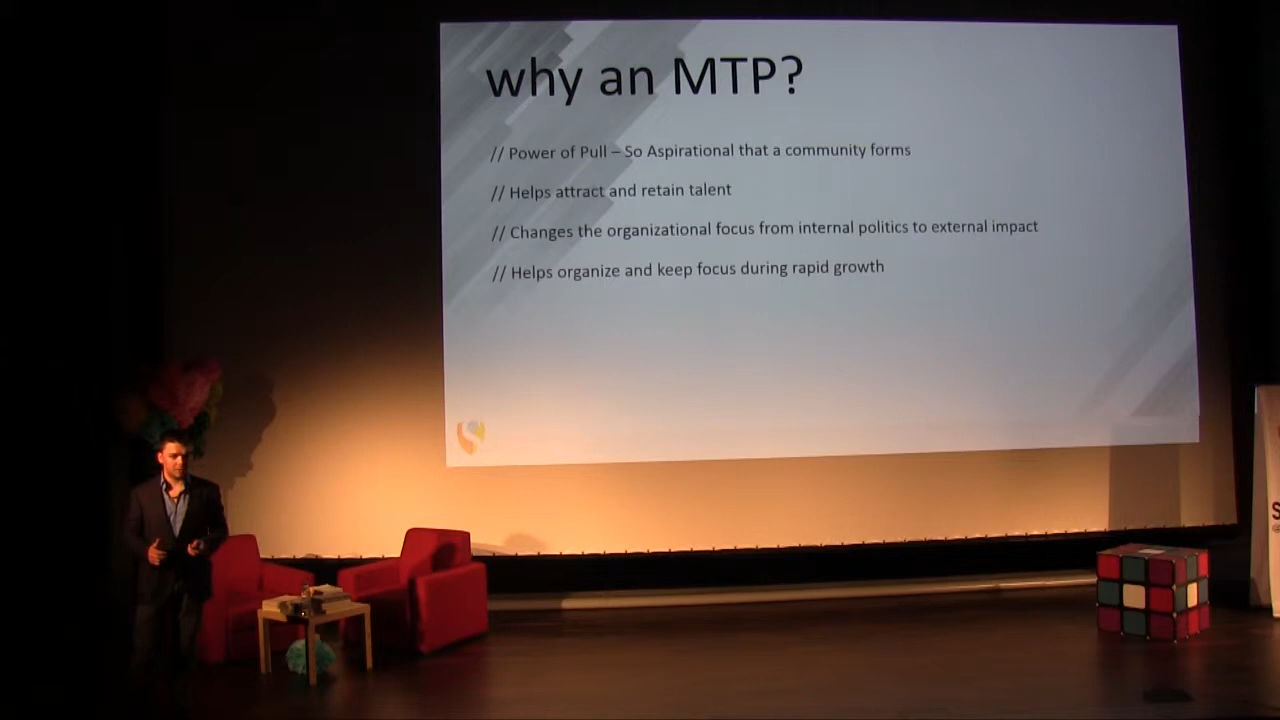 why an MTP?
// Power of Pull – So Aspirational that a community forms
// Helps attract and retain talent
// Changes the organizational focus from internal politics to external impact
// Helps organize and keep focus during rapid growth
S